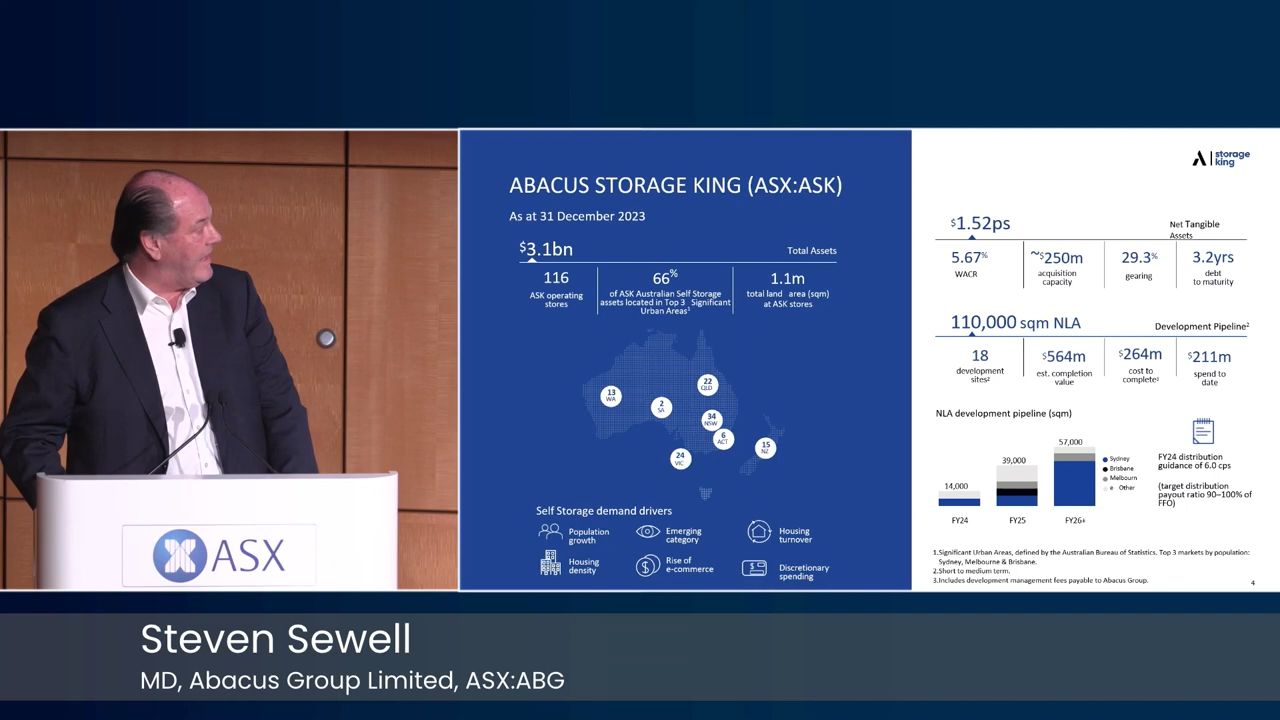 ABACUS STORAGE KING (ASX:ASK)
As at 31 December 2023
$3.1bn
Total Assets
116
ASK operating
stores
66%
of ASK Australian Self Storage
assets located in Top 3 Significant
Urban Areas1
1.1m
total land area (sqm)
at ASK stores
13
WA
2
SA
22
QLD
34
NSW
6
ACT
24
VIC
15
NZ
Self Storage demand drivers
Population
growth
Emerging
category
Housing
turnover
Housing
density
Rise of
e-commerce
Discretionary
spending
storage
king
$1.52ps
Net Tangible
Assets
5.67%
WACR
~$250m
acquisition
capacity
29.3%
gearing
3.2yrs
debt
to maturity
110,000 sqm NLA
Development Pipeline2
18
development
sites2
$564m
est. completion
value
$264m
cost to
complete3
$211m
spend to
date
NLA development pipeline (sqm)
14,000
39,000
57,000
FY24
FY25
FY26+
Sydney
Brisbane
Melbourn
e Other
FY24 distribution
guidance of 6.0 cps
(target distribution
payout ratio 90–100% of
FFO)
1.Significant Urban Areas, defined by the Australian Bureau of Statistics. Top 3 markets by population:
Sydney, Melbourne & Brisbane.
2.Short to medium term.
3.Includes development management fees payable to Abacus Group.
4
ASX
Steven Sewell
MD, Abacus Group Limited, ASX:ABG